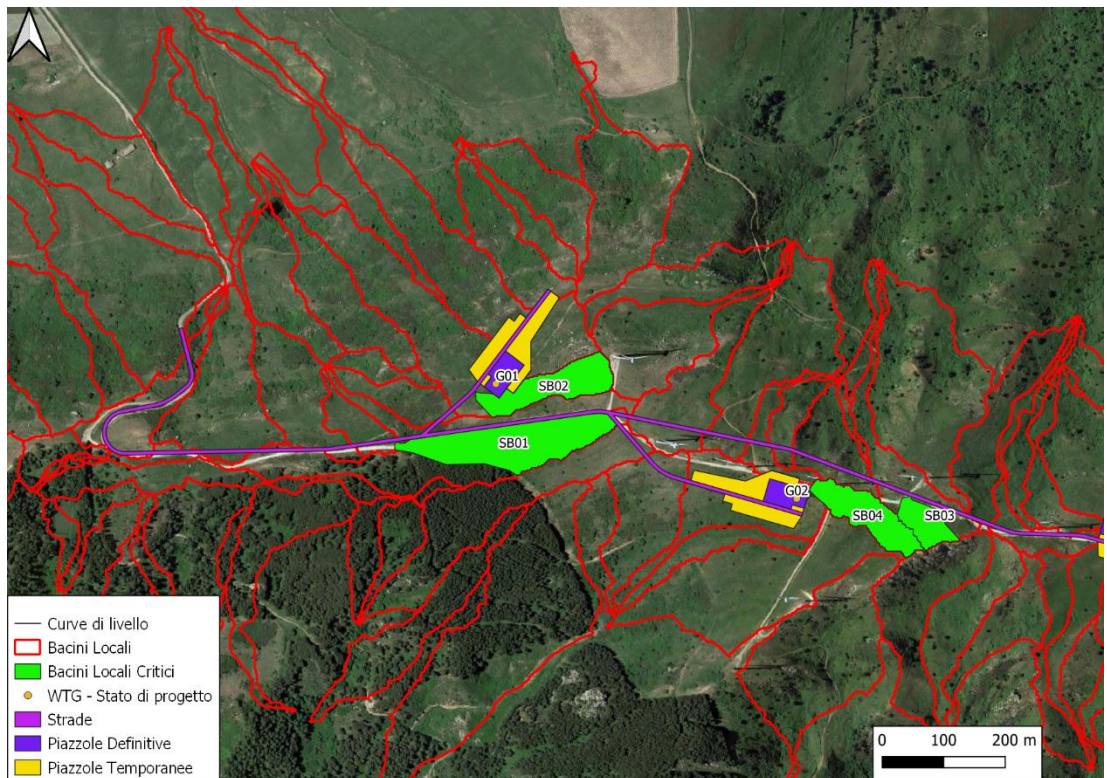 G01
SB02
SB01
G02
SB04
SB03
Curve di livello
Bacini Locali
Bacini Locali Critici
WTG - Stato di progetto
Strade
Piazzole Definitive
Piazzole Temporanee
0 100 200 m